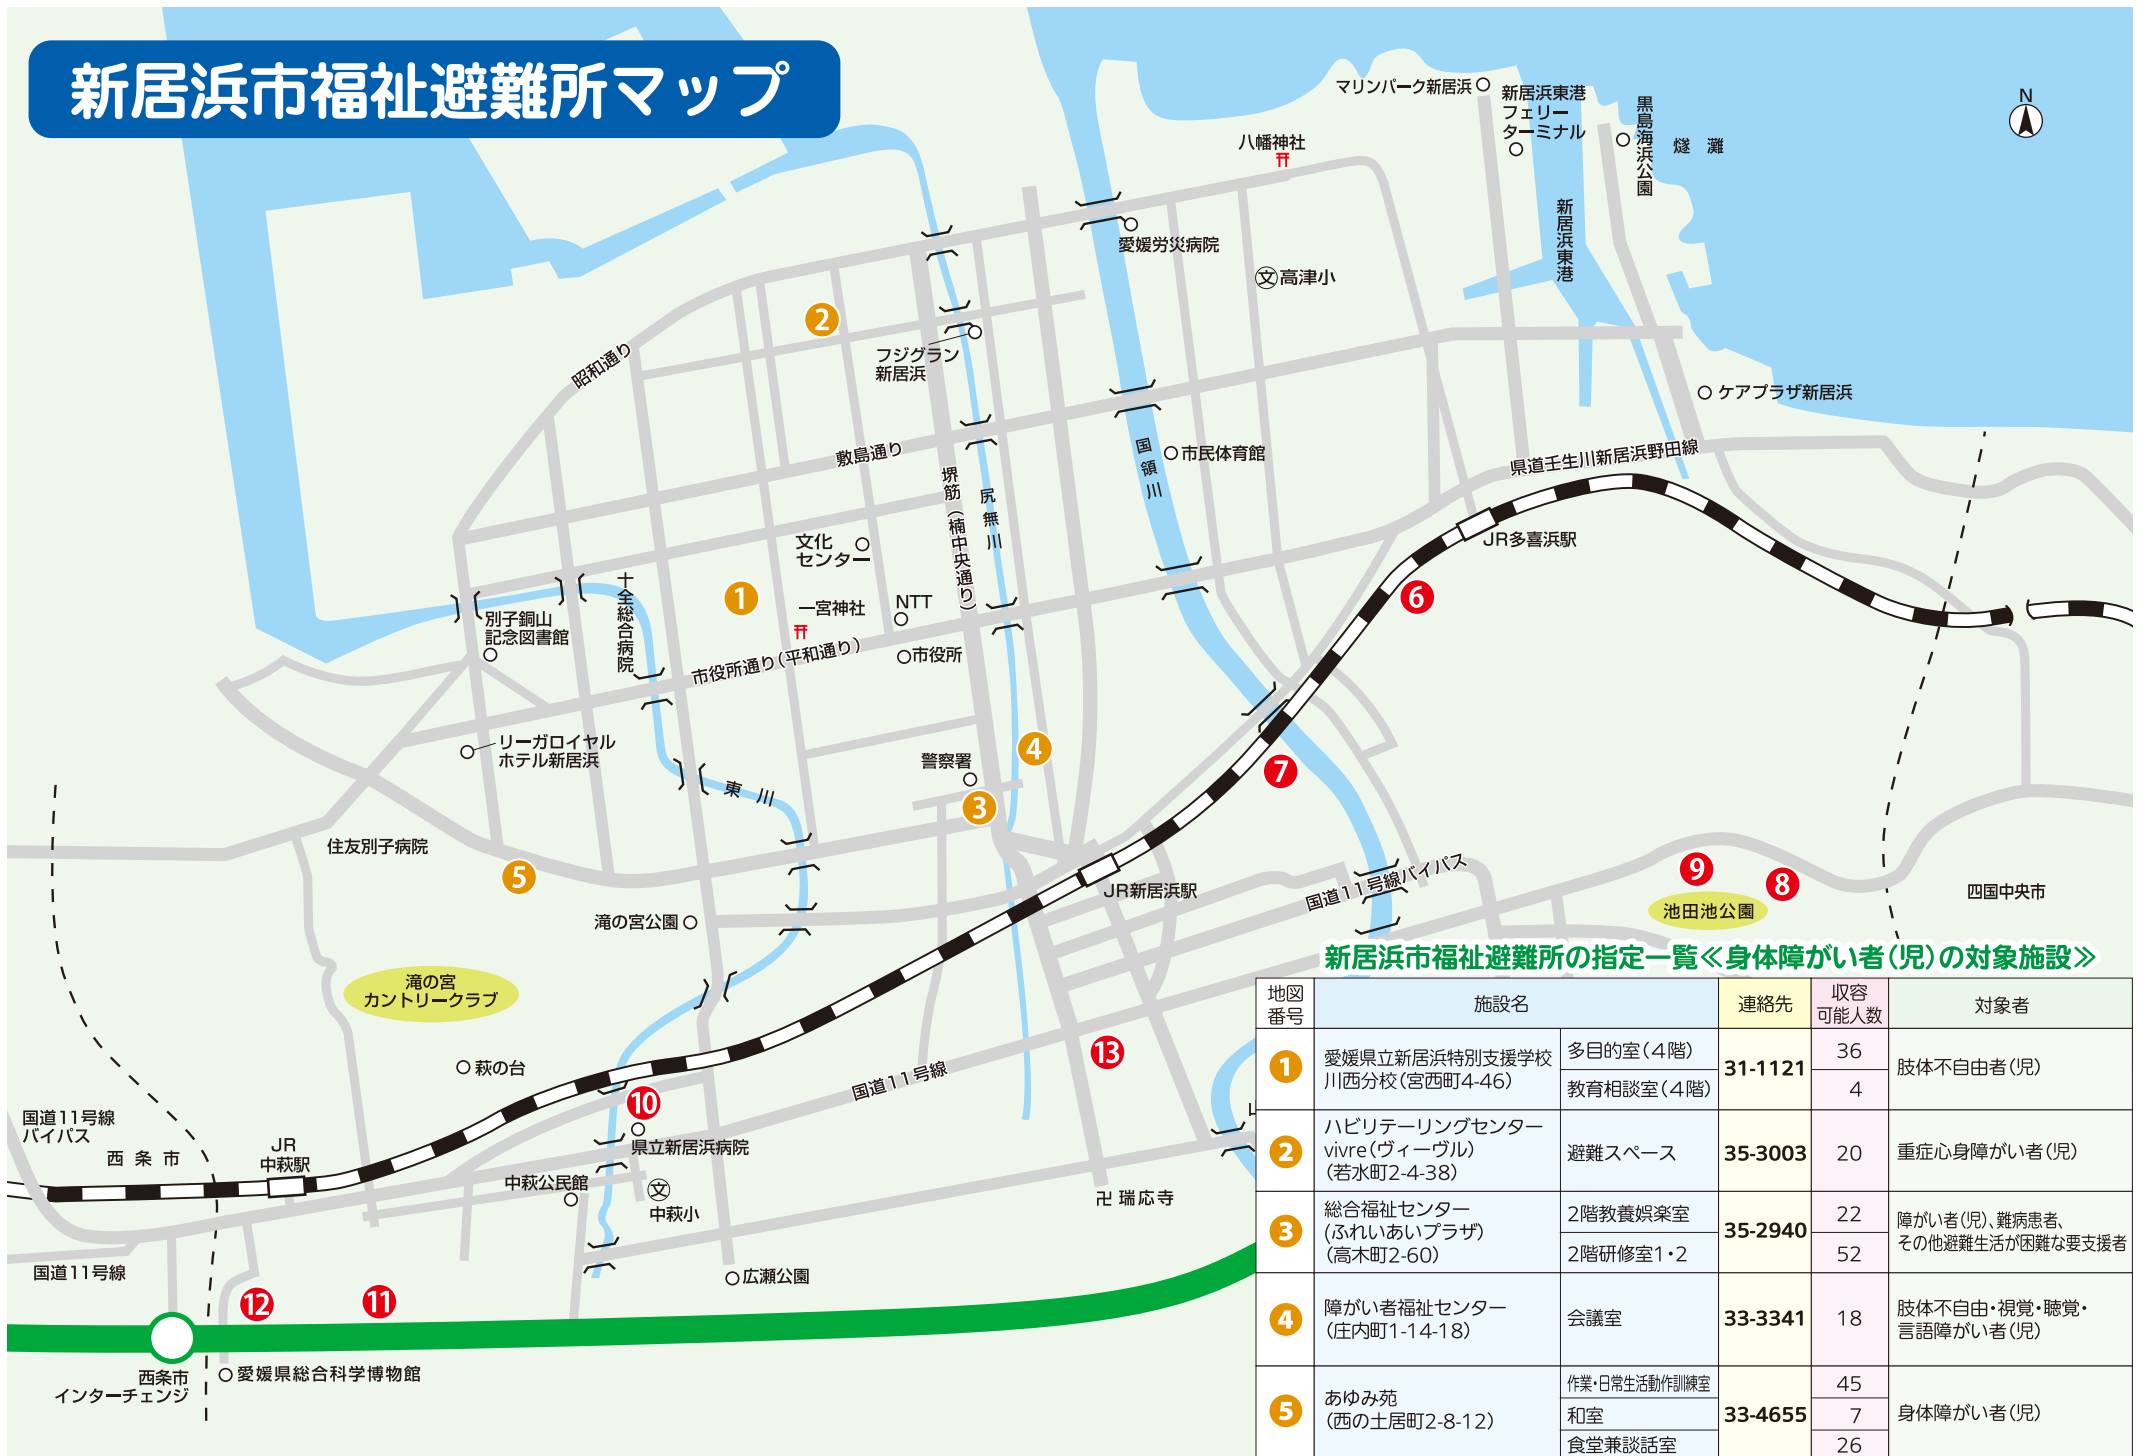 新居浜市福祉避難所マップ
マリンパーク新居浜
新居浜東港
フェリー
ターミナル
黒島海浜公園
燧灘
N
八幡神社
新居浜東港
愛媛労災病院
文
高津小
2
フジグラン
新居浜
昭和通り
ケアプラザ新居浜
敷島通り
堺筋(楠中央通り)
尻無川
国領川
市民体育館
県道壬生川新居浜野田線
JR多喜浜駅
文化
センター
十全総合病院
1
一宮神社
NTT
6
別子銅山
記念図書館
市役所
市役所通り(平和通り)
リーガロイヤル
ホテル新居浜
警察署
4
7
東川
3
住友別子病院
5
JR新居浜駅
国道11号線バイパス
9
8
池田池公園
四国中央市
滝の宮公園
滝の宮
カントリークラブ
萩の台
国道11号線
13
10
県立新居浜病院
国道11号線
バイパス
西条市
JR
中萩駅
中萩公民館
文
中萩小
卍 瑞応寺
国道11号線
12
11
広瀬公園
西条市
インターチェンジ
愛媛県総合科学博物館
新居浜市福祉避難所の指定一覧≪身体障がい者(児)の対象施設≫
地図
番号
施設名
連絡先
収容
可能人数
対象者
1
愛媛県立新居浜特別支援学校
川西分校(宮西町4-46)
多目的室(4階)
教育相談室(4階)
31-1121
36
4
肢体不自由者(児)
2
ハビリテーリングセンター
vivre(ヴィーヴル)
(若水町2-4-38)
避難スペース
35-3003
20
重症心身障がい者(児)
3
総合福祉センター
(ふれいあいプラザ)
(高木町2-60)
2階教養娯楽室
2階研修室1・2
35-2940
22
52
障がい者(児)、難病患者、
その他避難生活が困難な要支援者
4
障がい者福祉センター
(庄内町1-14-18)
会議室
33-3341
18
肢体不自由・視覚・聴覚・
言語障がい者(児)
5
あゆみ苑
(西の土居町2-8-12)
作業・日常生活動作訓練室
和室
食堂兼談話室
33-4655
45
7
26
身体障がい者(児)